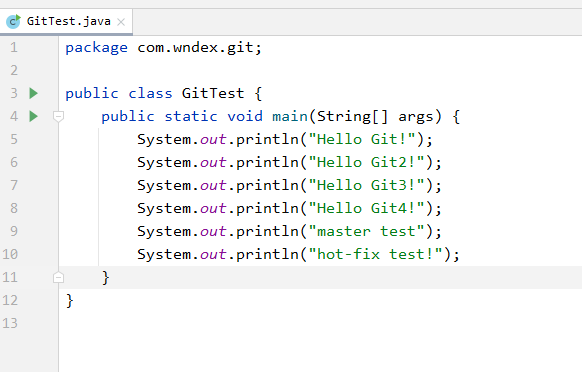 GitTest.java
1 package com.wndex.git;
2
3 public class GitTest {
4     public static void main(String[] args) {
5         System.out.println("Hello Git!");
6         System.out.println("Hello Git2!");
7         System.out.println("Hello Git3!");
8         System.out.println("Hello Git4!");
9         System.out.println("master test");
10         System.out.println("hot-fix test!");
11     }
12 }
13